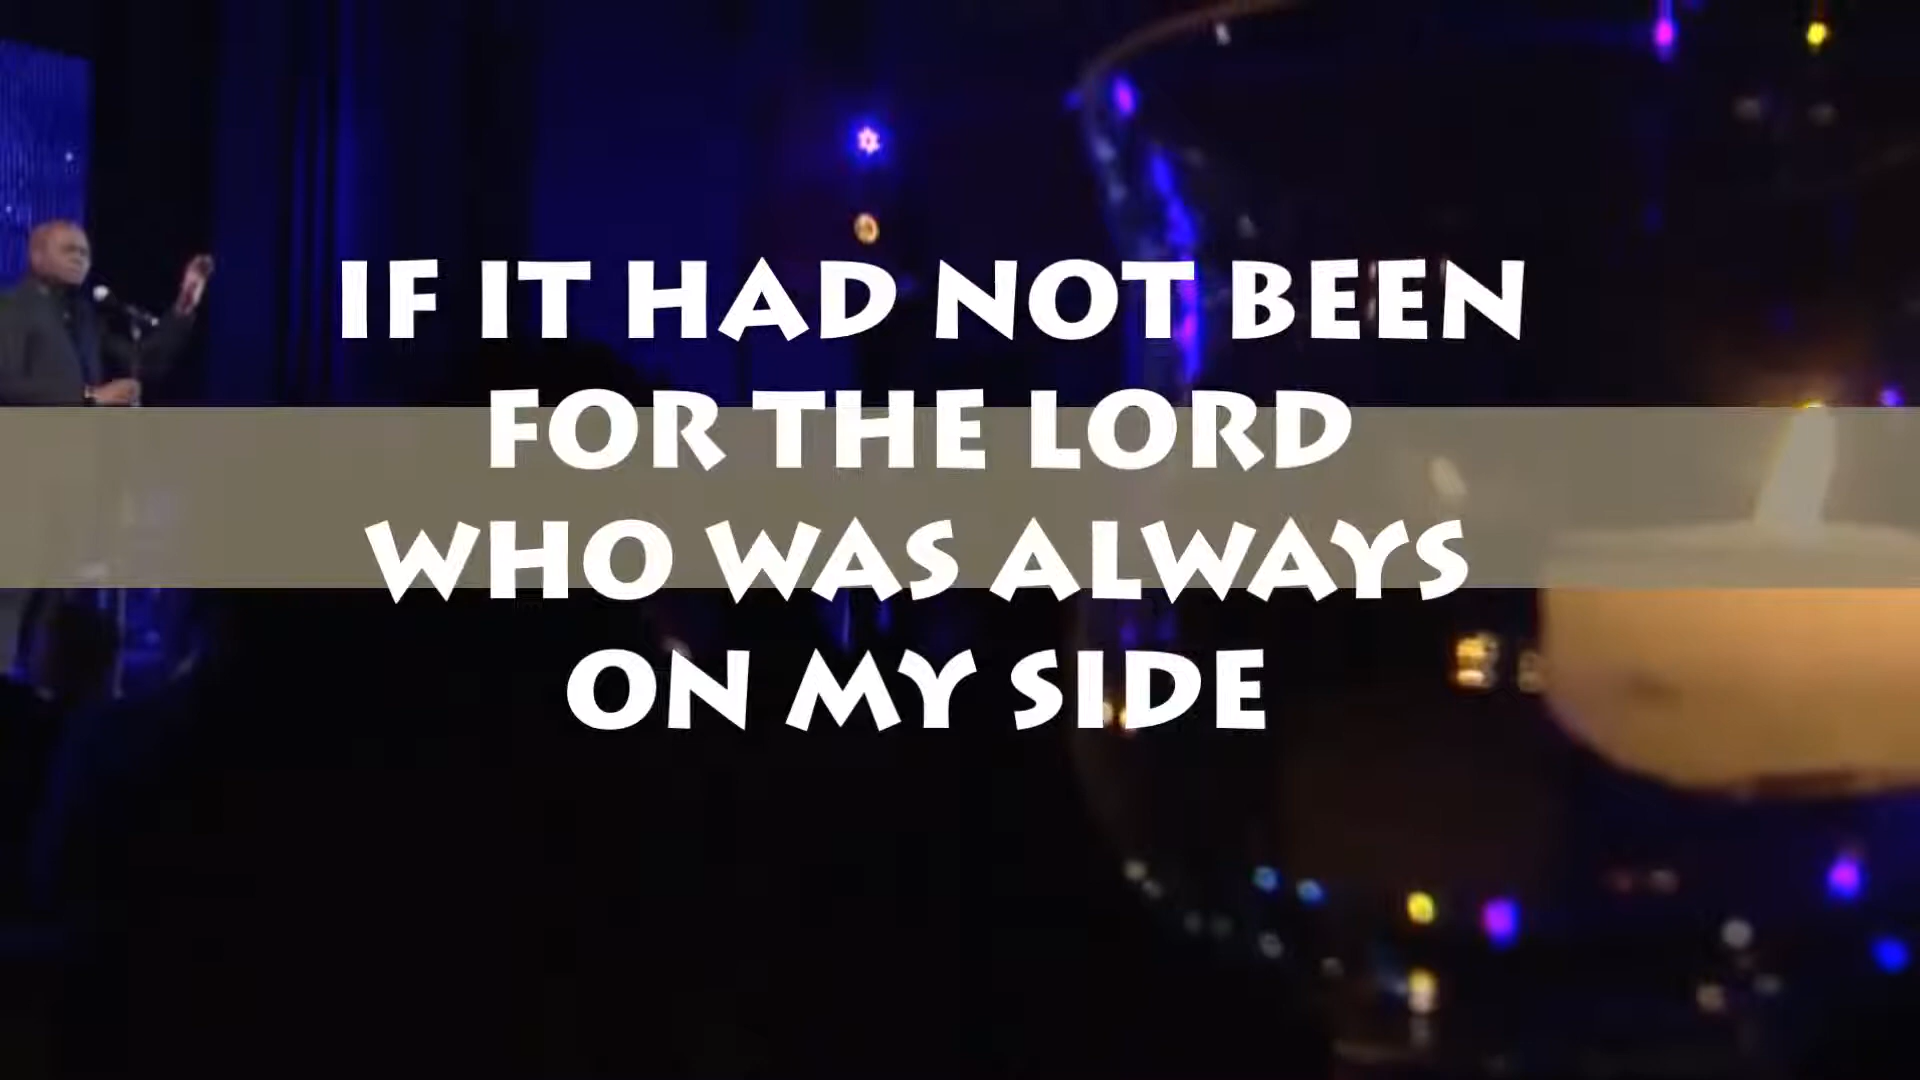 IF IT HAD NOT BEEN
FOR THE LORD
WHO WAS ALWAYS
ON MY SIDE